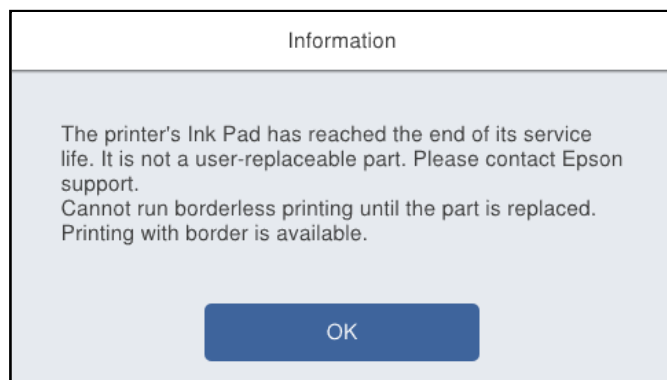 Information
The printer's Ink Pad has reached the end of its service
life. It is not a user-replaceable part. Please contact Epson
support.
Cannot run borderless printing until the part is replaced.
Printing with border is available.
OK